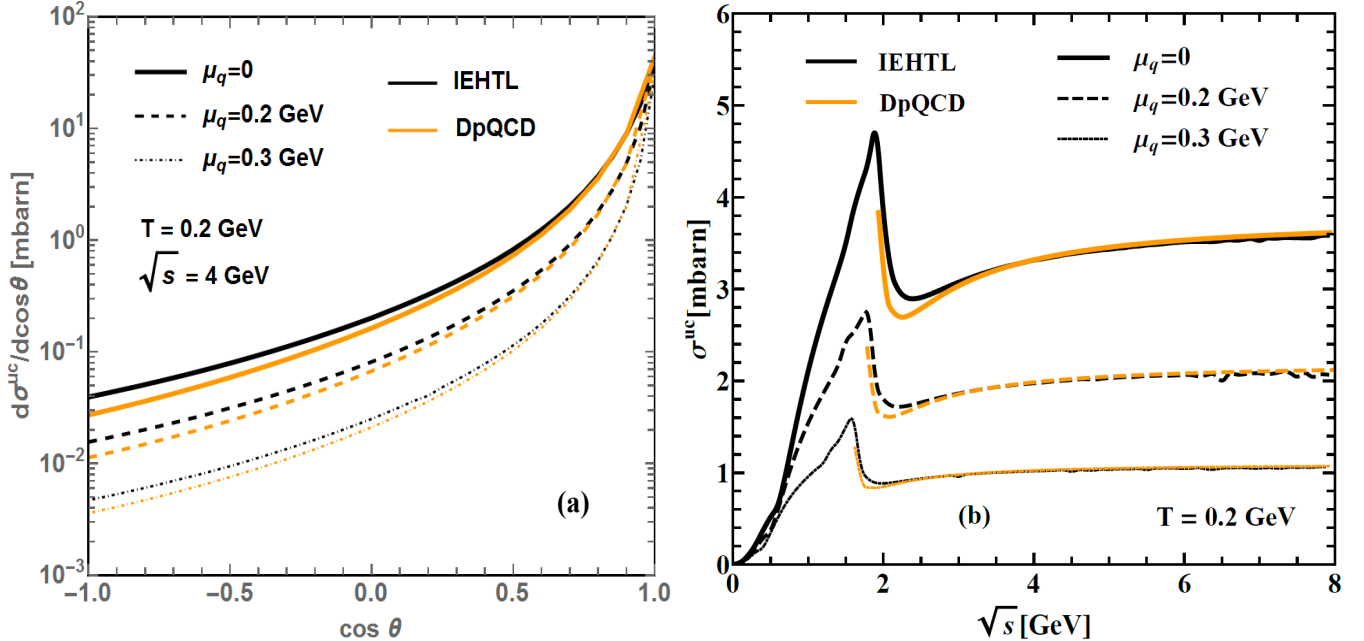 10²
10¹
10⁰
10⁻¹
10⁻²
10⁻³
dσᵘᶜ/dcosθ [mbarn]
μ_q=0
μ_q=0.2 GeV
μ_q=0.3 GeV
IEHTL
DpQCD
T = 0.2 GeV
√s = 4 GeV
(a)
-1.0 -0.5 0.0 0.5 1.0
cos θ
6
5
4
3
2
1
0
σᵘᶜ[mbarn]
IEHTL
DpQCD
μ_q=0
μ_q=0.2 GeV
μ_q=0.3 GeV
(b)
T = 0.2 GeV
0 2 4 6 8
√s [GeV]